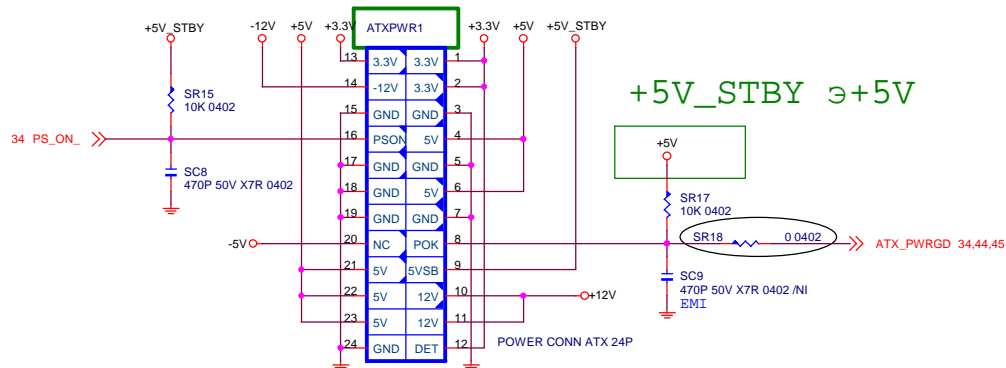 +5V_STBY -12V +5V +3.3V ATXPWR1 +3.3V +5V +5V_STBY
13 3.3V 3.3V 1
14 -12V 3.3V 2
15 GND GND 3
16 PSON 5V 4
17 GND GND 5
18 GND 5V 6
19 GND GND 7
20 NC POK 8
21 5V 5VSB 9
22 5V 12V 10
23 5V 12V 11
24 GND DET 12
SR15
10K 0402
34 PS_ON_
SC8
470P 50V X7R 0402
-5V
+12V
POWER CONN ATX 24P
+5V_STBY э+5V
+5V
SR17
10K 0402
SR18 0 0402
ATX_PWRGD 34,44,45
SC9
470P 50V X7R 0402 /NI
EMI